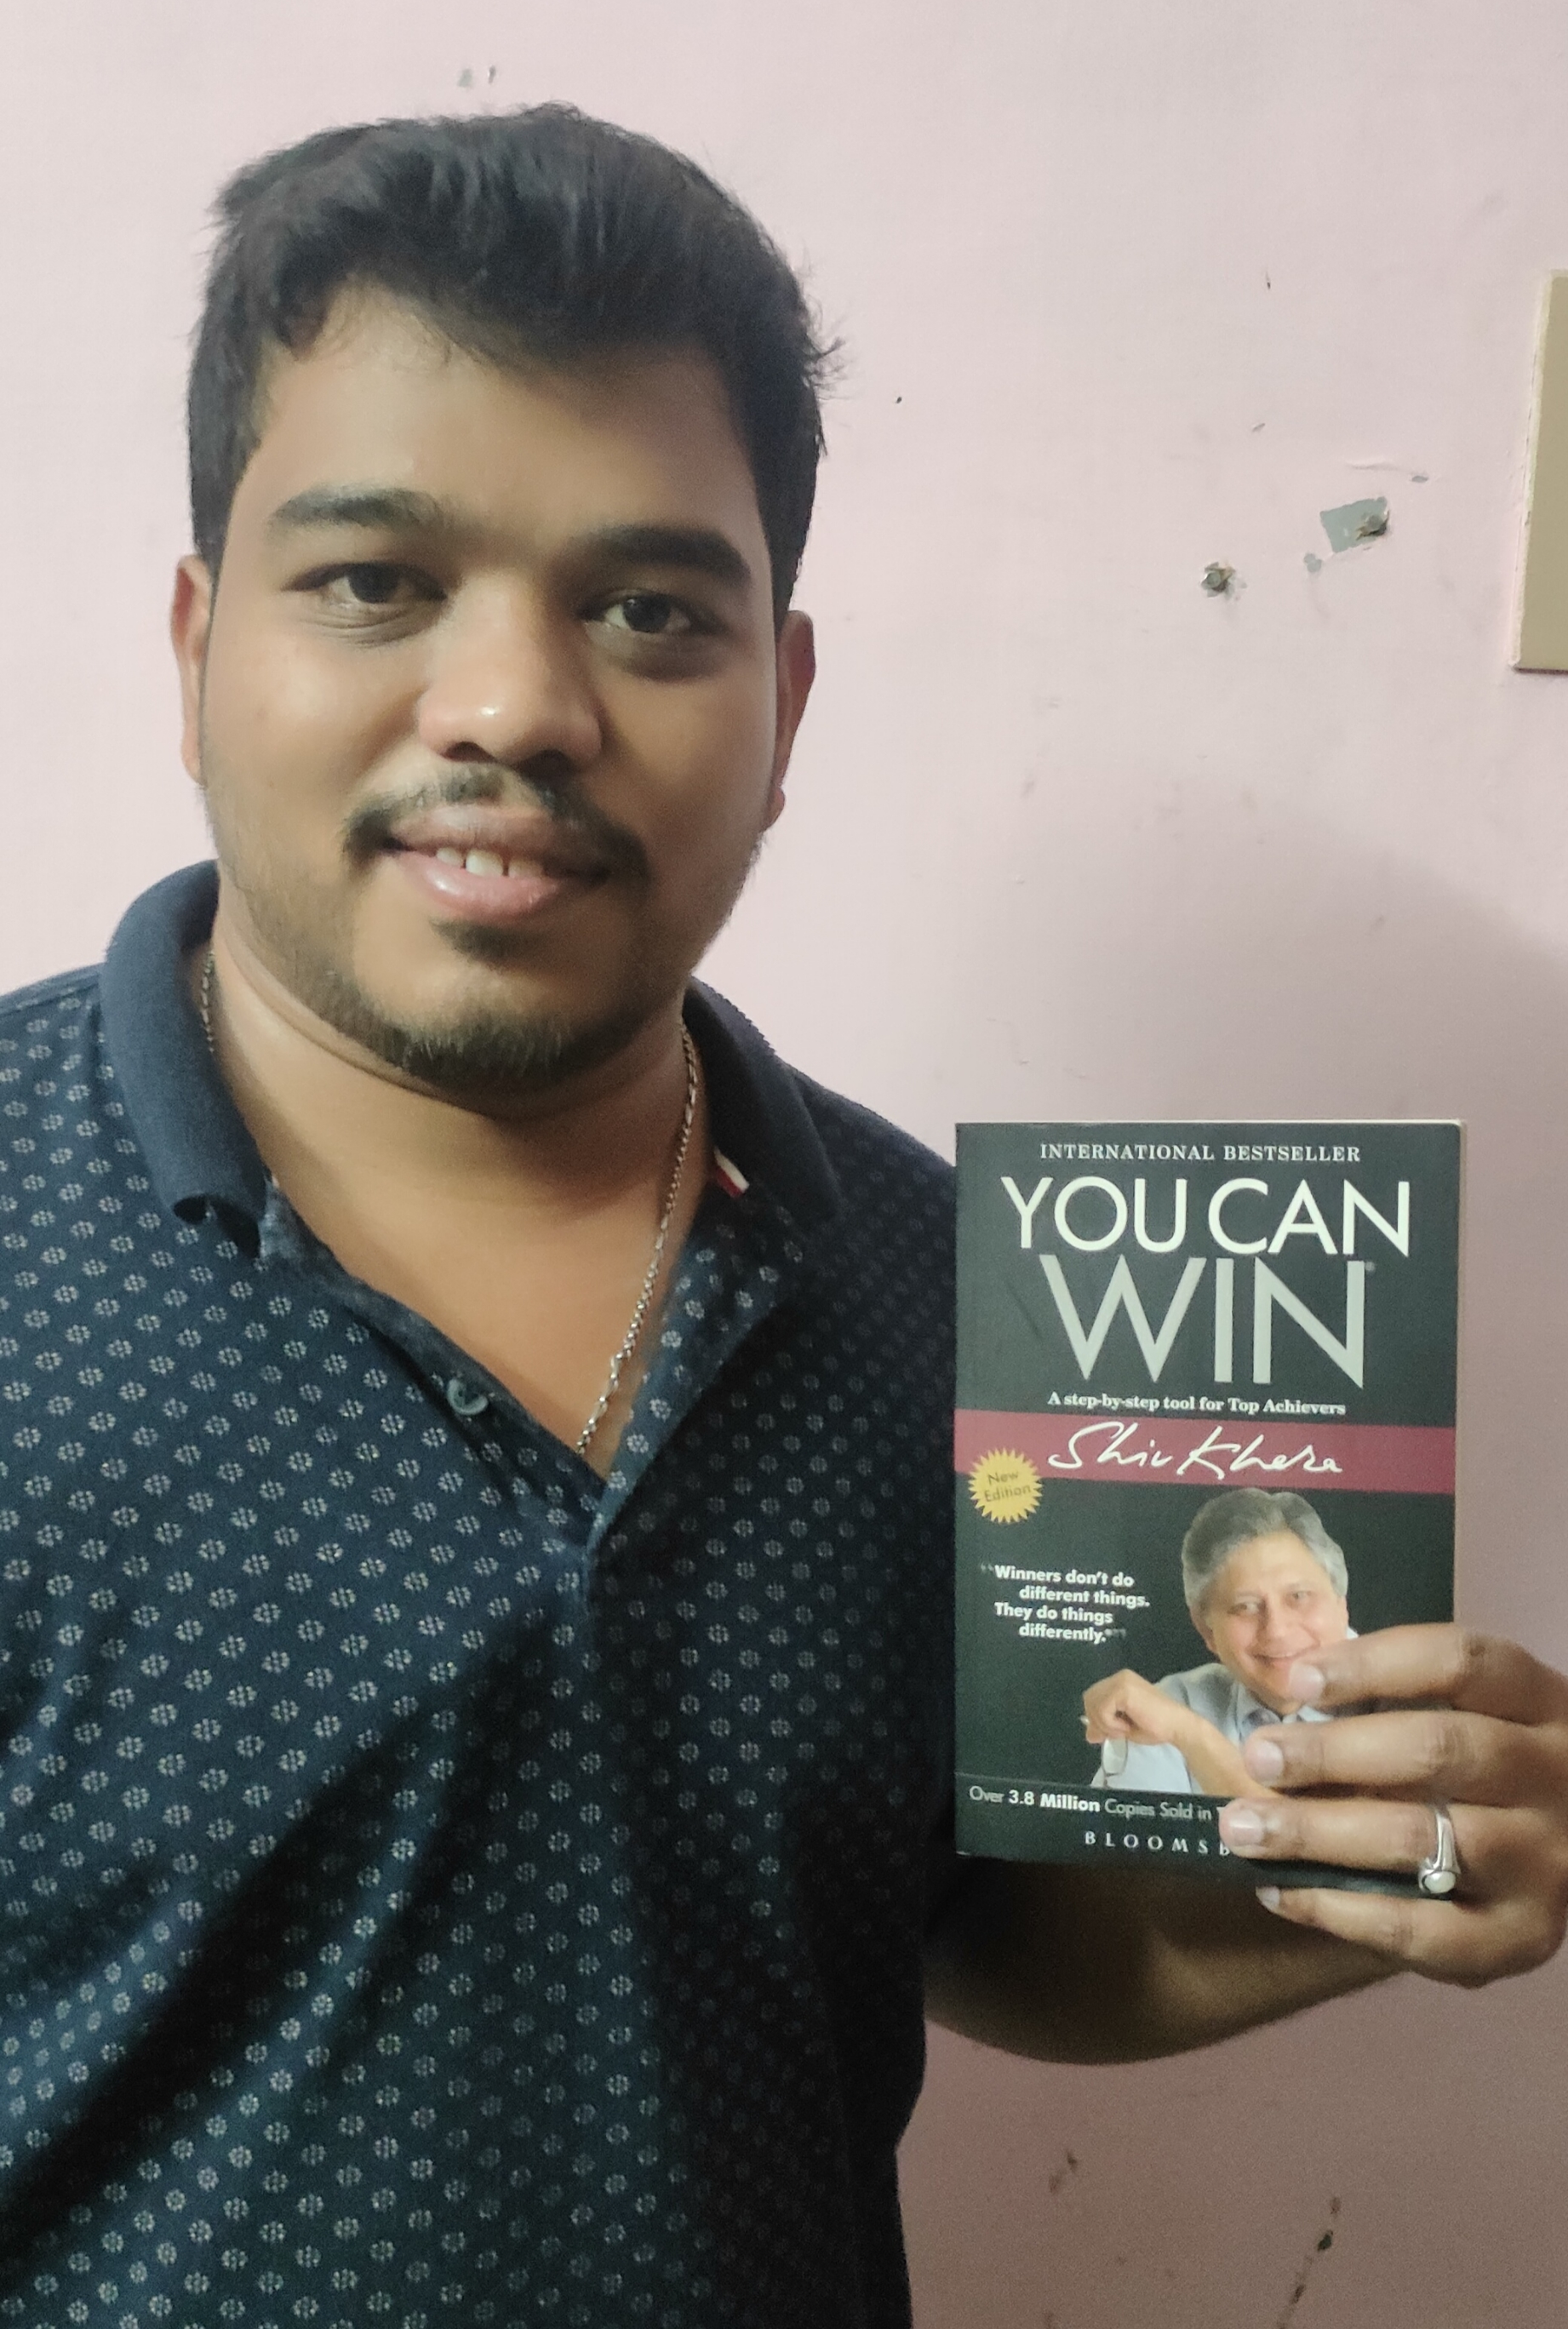 INTERNATIONAL BESTSELLER
YOU CAN
WIN®
A step-by-step tool for Top Achievers
Shiv Khera
New
Edition
"Winners don't do
different things.
They do things
differently.®"
Over 3.8 Million Copies Sold in
BLOOMSB